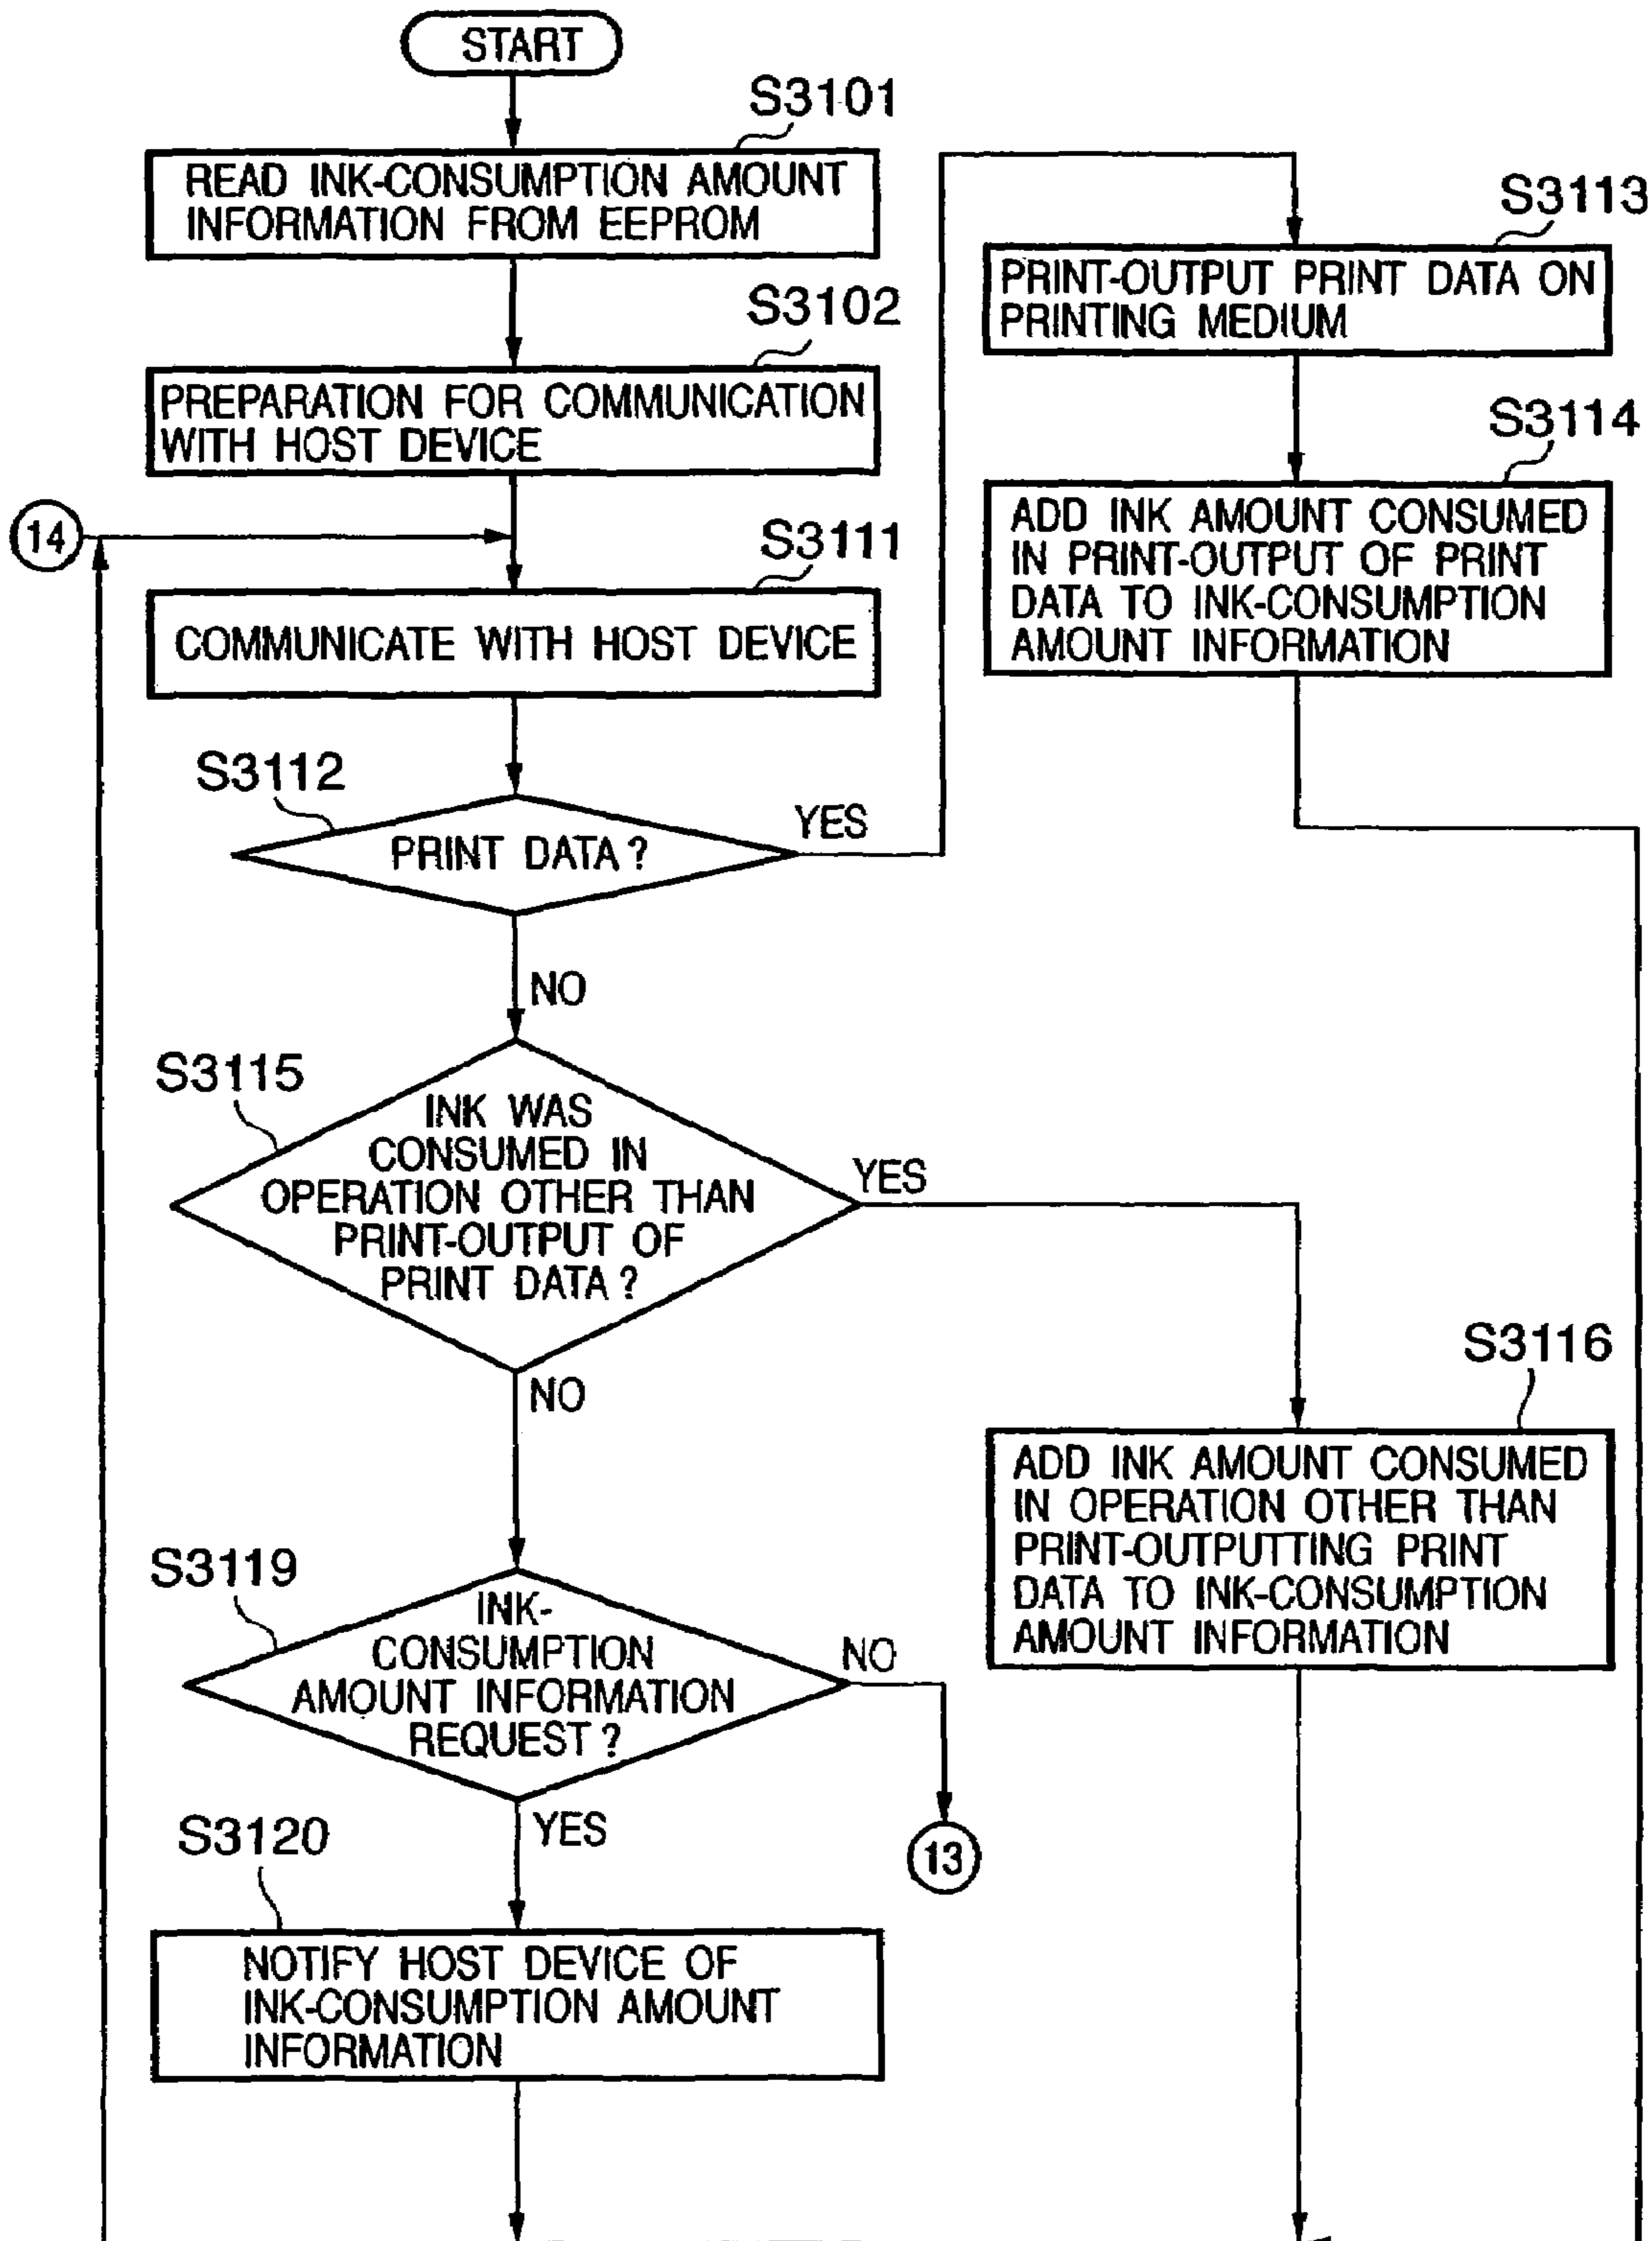 START
S3101
READ INK-CONSUMPTION AMOUNT
INFORMATION FROM EEPROM
S3102
PREPARATION FOR COMMUNICATION
WITH HOST DEVICE
14
S3111
COMMUNICATE WITH HOST DEVICE
S3112
PRINT DATA?
YES
NO
S3113
PRINT-OUTPUT PRINT DATA ON
PRINTING MEDIUM
S3114
ADD INK AMOUNT CONSUMED
IN PRINT-OUTPUT OF PRINT
DATA TO INK-CONSUMPTION
AMOUNT INFORMATION
S3115
INK WAS
CONSUMED IN
OPERATION OTHER THAN
PRINT-OUTPUT OF
PRINT DATA?
YES
NO
S3116
ADD INK AMOUNT CONSUMED
IN OPERATION OTHER THAN
PRINT-OUTPUTTING PRINT
DATA TO INK-CONSUMPTION
AMOUNT INFORMATION
S3119
INK-
CONSUMPTION
AMOUNT INFORMATION
REQUEST?
NO
13
YES
S3120
NOTIFY HOST DEVICE OF
INK-CONSUMPTION AMOUNT
INFORMATION